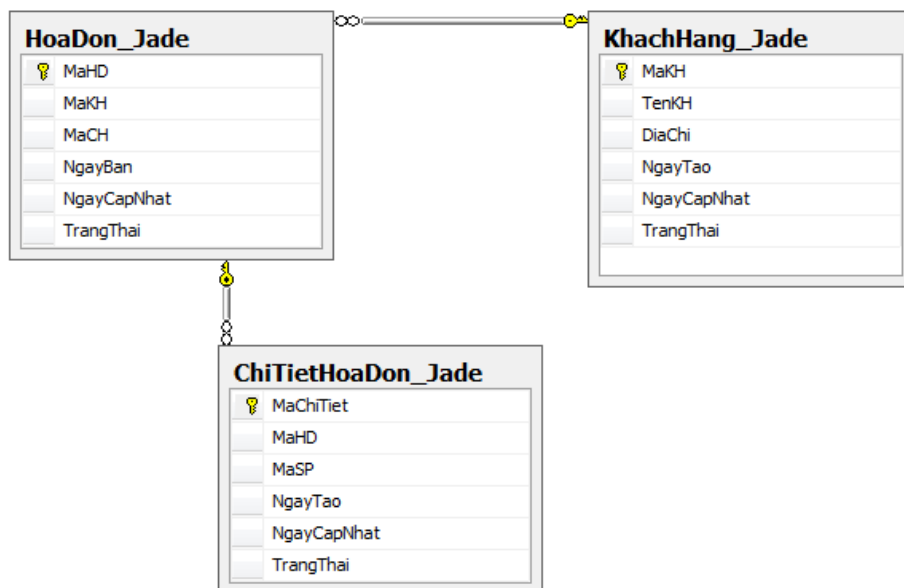 HoaDon_Jade
MaHD
MaKH
MaCH
NgayBan
NgayCapNhat
TrangThai
KhachHang_Jade
MaKH
TenKH
DiaChi
NgayTao
NgayCapNhat
TrangThai
ChiTietHoaDon_Jade
MaChiTiet
MaHD
MaSP
NgayTao
NgayCapNhat
TrangThai